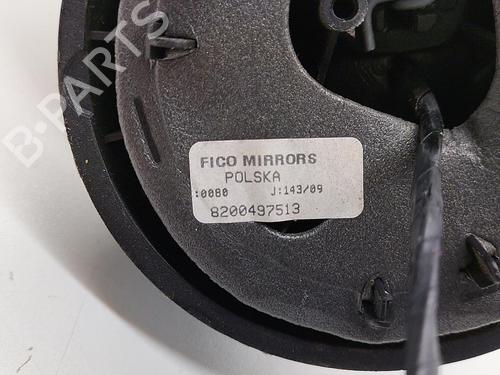 B-PARTS
FICO MIRRORS
POLSKA
:0080 J:143/09
8200497513